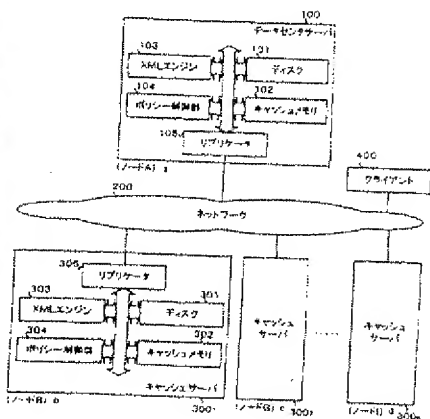 100
データセンタサーバ
103
XMLエンジン
101
ディスク
104
ポリシー制御部
102
キャッシュメモリ
105
リプリケータ
(ノードA) a
400
クライアント
200
ネットワーク
305
リプリケータ
303
XMLエンジン
301
ディスク
304
ポリシー制御部
302
キャッシュメモリ
キャッシュサーバ
(ノードB) b
300
キャッシュ
サーバ
(ノードG) c
300
......
キャッシュ
サーバ
d
300